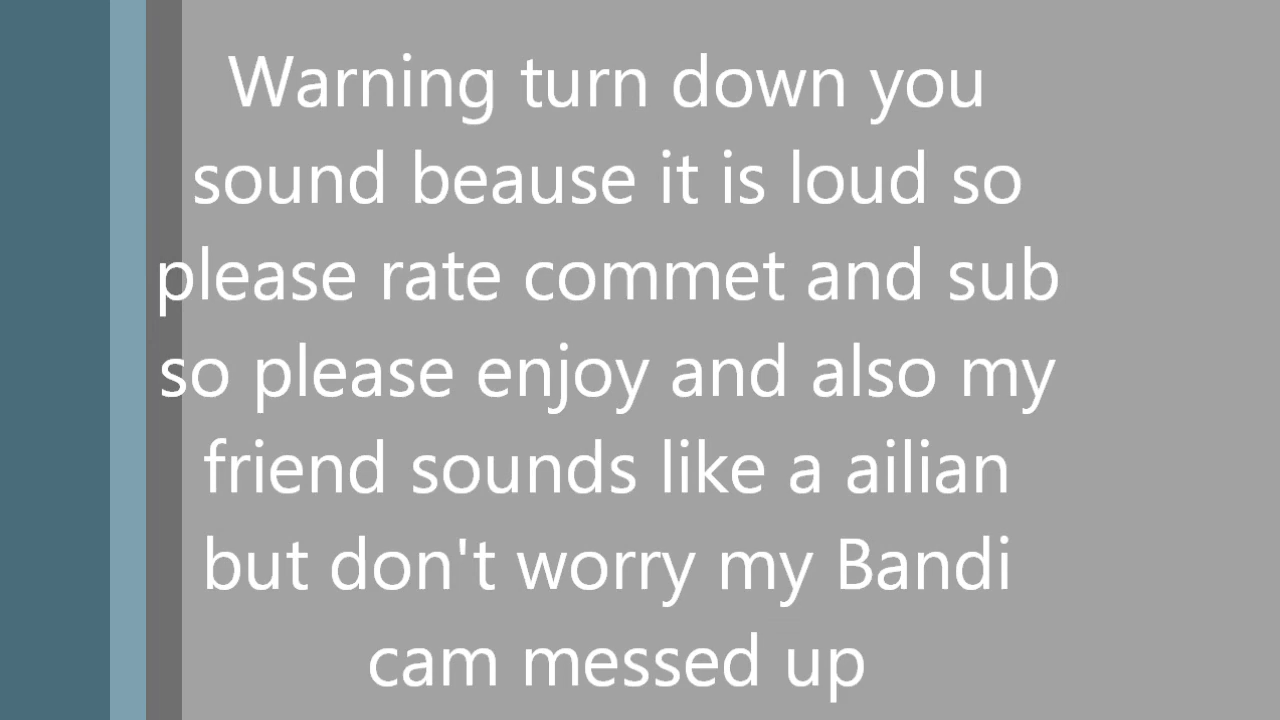 Warning turn down you
sound beause it is loud so
please rate commet and sub
so please enjoy and also my
friend sounds like a ailian
but don't worry my Bandi
cam messed up